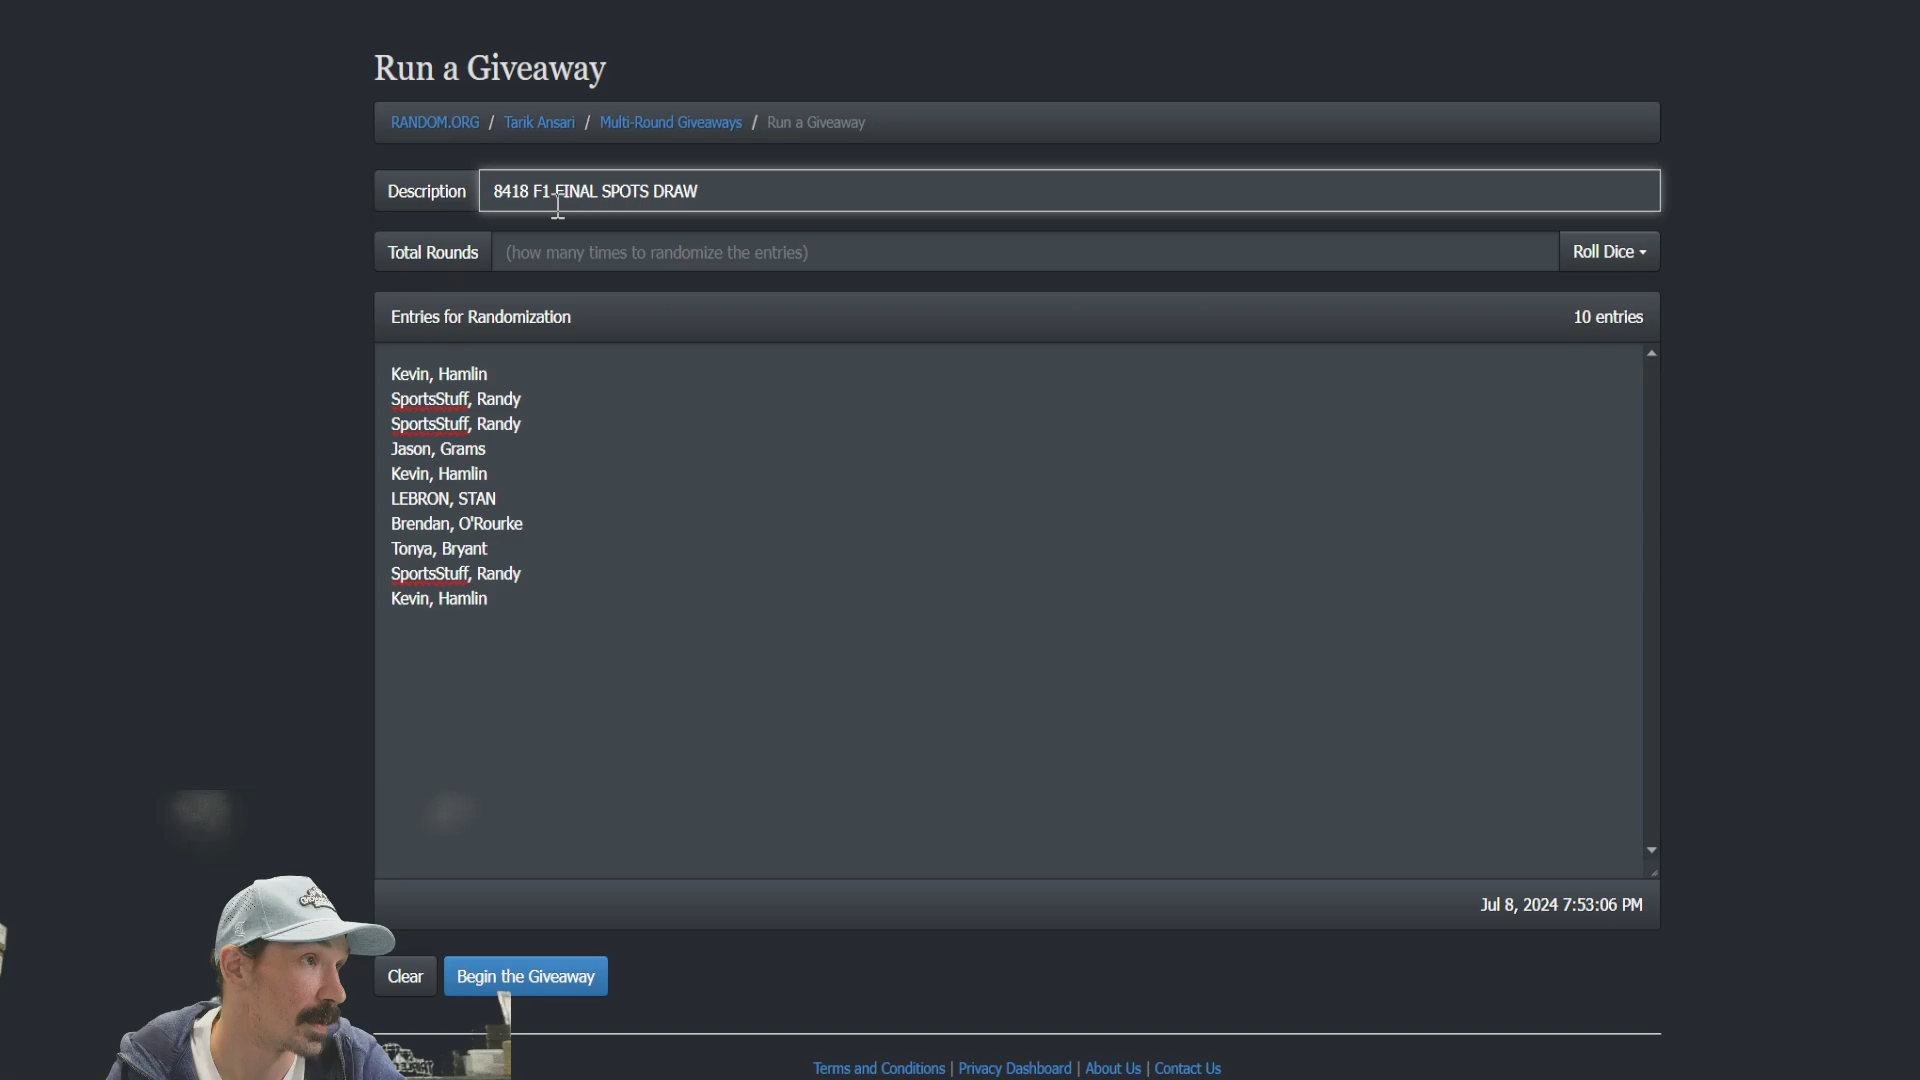 Run a Giveaway
RANDOM.ORG / Tarik Ansari / Multi-Round Giveaways / Run a Giveaway
Description 8418 F1-FINAL SPOTS DRAW
Total Rounds (how many times to randomize the entries) Roll Dice
Entries for Randomization 10 entries
Kevin, Hamlin
SportsStuff, Randy
SportsStuff, Randy
Jason, Grams
Kevin, Hamlin
LEBRON, STAN
Brendan, O'Rourke
Tonya, Bryant
SportsStuff, Randy
Kevin, Hamlin
Jul 8, 2024 7:53:06 PM
Clear Begin the Giveaway
Terms and Conditions | Privacy Dashboard | About Us | Contact Us